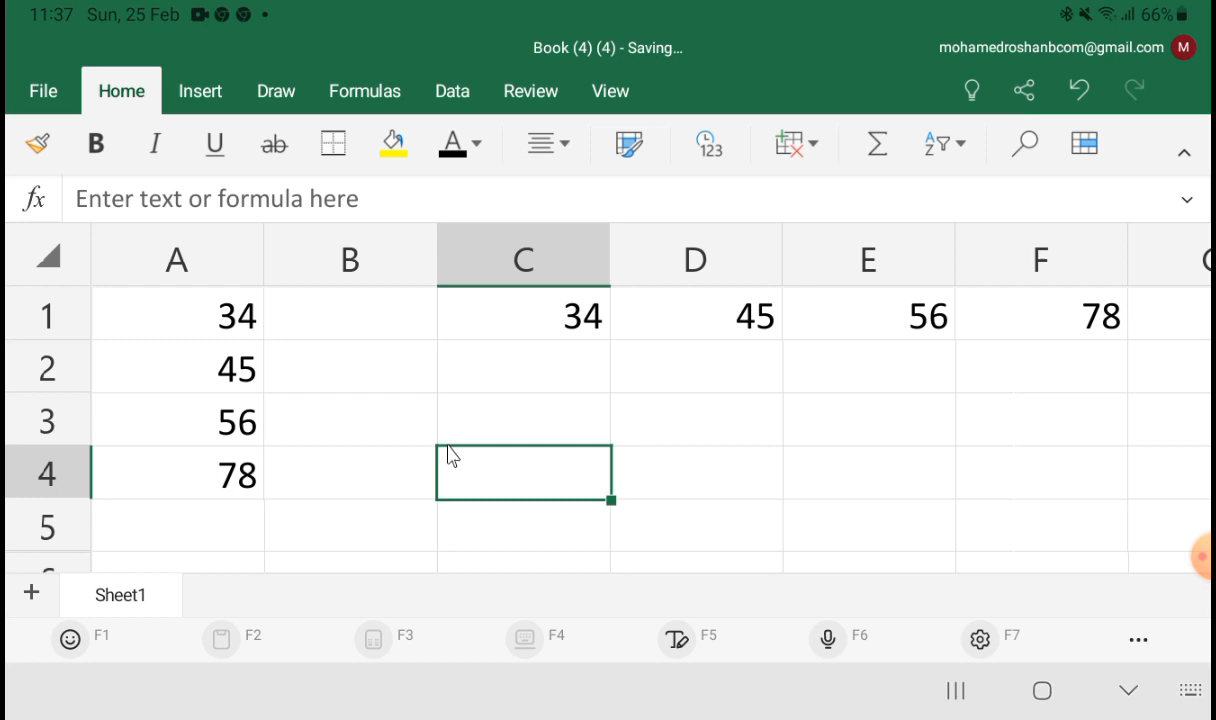 11:37 Sun, 25 Feb 66%
Book (4) (4) - Saving...
mohamedroshanbcom@gmail.com M
File Home Insert Draw Formulas Data Review View
B I U ab A 123 Σ A Z
fx Enter text or formula here
A B C D E F
1 34 34 45 56 78
2 45
3 56
4 78
5
+ Sheet1
F1 F2 F3 F4 F5 F6 F7